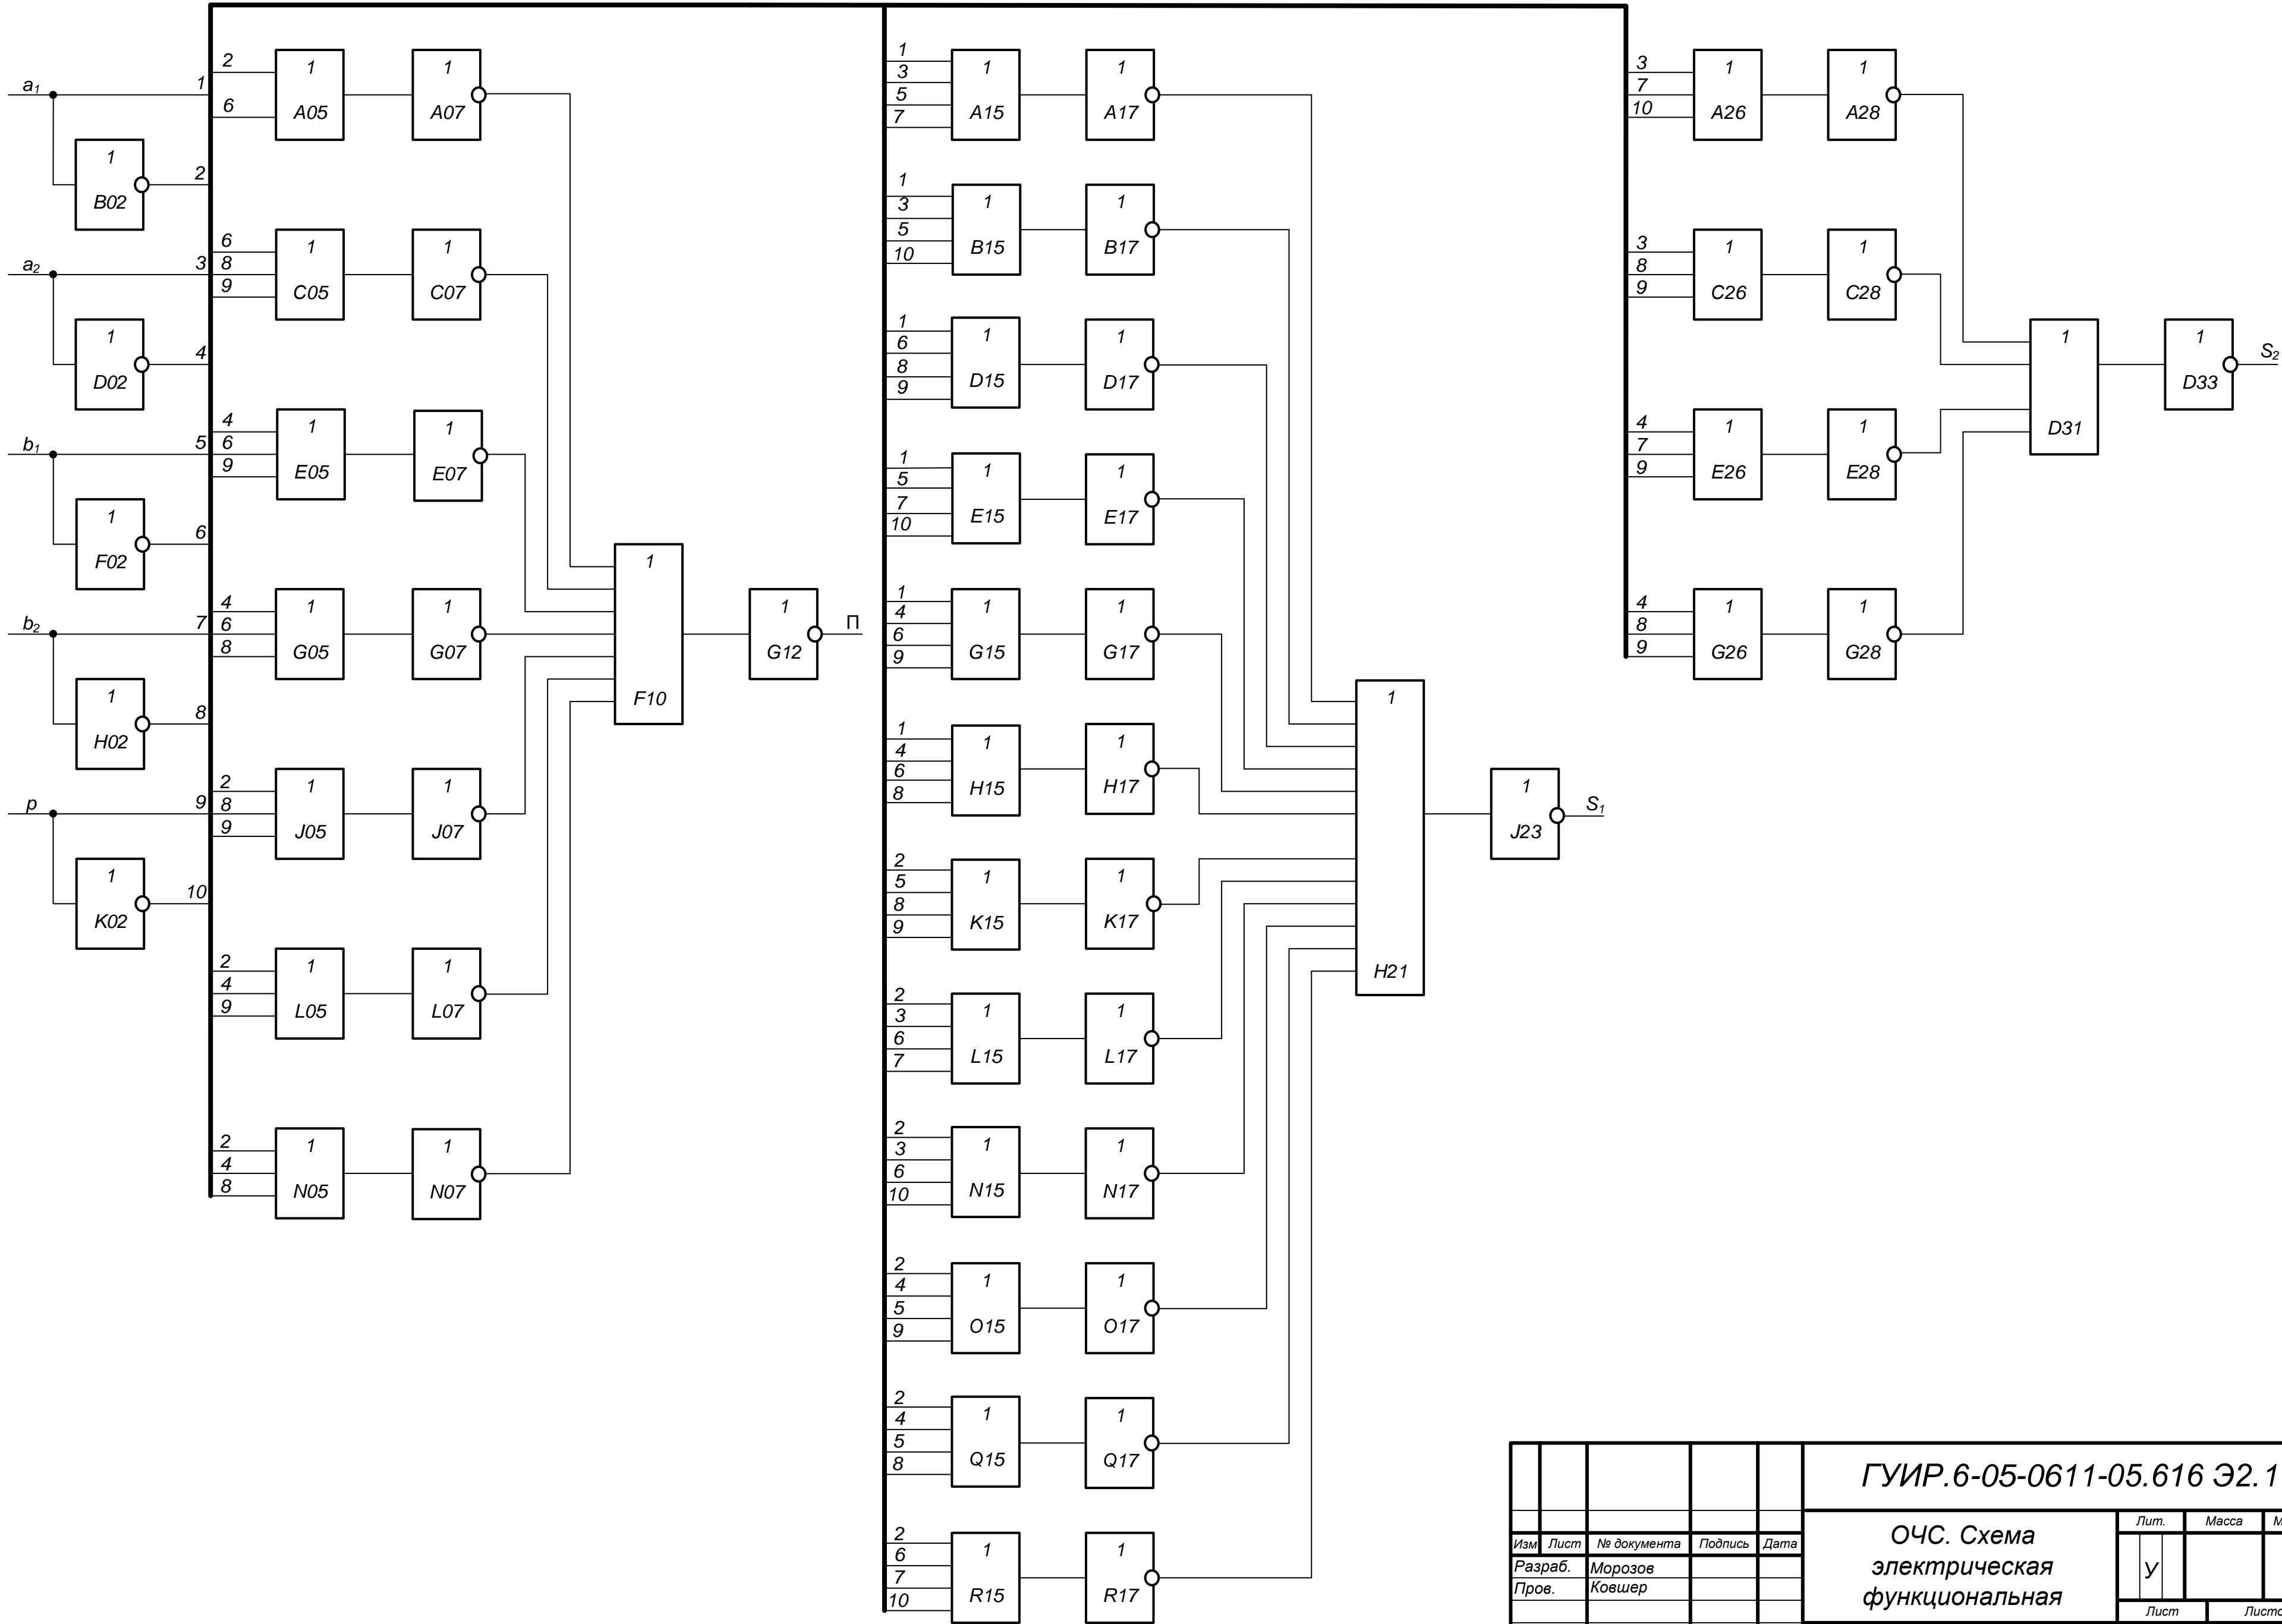 a₁
1
1
B02
2
a₂
3
1
D02
4
b₁
5
1
F02
6
b₂
7
1
H02
8
p
9
1
K02
10
2
6
1
A05
1
A07
6
8
9
1
C05
1
C07
4
6
9
1
E05
1
E07
4
6
8
1
G05
1
G07
2
8
9
1
J05
1
J07
2
4
9
1
L05
1
L07
2
4
8
1
N05
1
N07
1
F10
1
G12
П
1
3
5
7
1
A15
1
A17
1
3
5
10
1
B15
1
B17
1
6
8
9
1
D15
1
D17
1
5
7
10
1
E15
1
E17
1
4
6
9
1
G15
1
G17
1
4
6
8
1
H15
1
H17
2
5
8
9
1
K15
1
K17
2
3
6
7
1
L15
1
L17
2
3
6
10
1
N15
1
N17
2
4
5
9
1
O15
1
O17
2
4
5
8
1
Q15
1
Q17
2
6
7
10
1
R15
1
R17
1
H21
1
J23
S₁
3
7
10
1
A26
1
A28
3
8
9
1
C26
1
C28
4
7
9
1
E26
1
E28
4
8
9
1
G26
1
G28
1
D31
1
D33
S₂
ГУИР.6-05-0611-05.616 Э2.1
Изм Лист № документа Подпись Дата
Разраб. Морозов
Пров. Ковшер
ОЧС. Схема
электрическая
функциональная
Лит. Масса
У
Лист